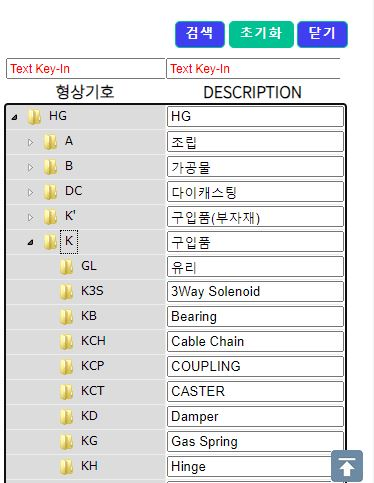 검색 초기화 닫기
Text Key-In Text Key-In
형상기호 DESCRIPTION
HG HG
A 조립
B 가공물
DC 다이캐스팅
K' 구입품(부자재)
K 구입품
GL 유리
K3S 3Way Solenoid
KB Bearing
KCH Cable Chain
KCP COUPLING
KCT CASTER
KD Damper
KG Gas Spring
KH Hinge